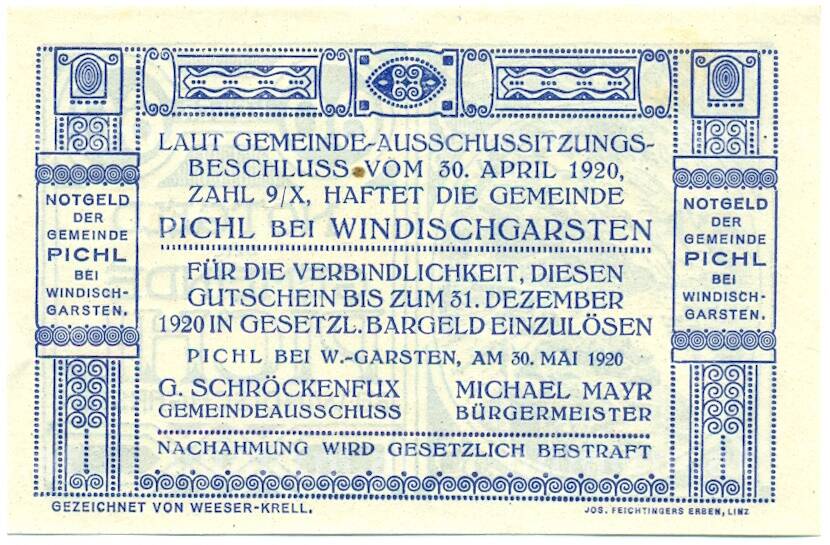 LAUT GEMEINDE-AUSSCHUSSITZUNGS-
BESCHLUSS VOM 30. APRIL 1920,
ZAHL 9/X, HAFTET DIE GEMEINDE
PICHL BEI WINDISCHGARSTEN
FÜR DIE VERBINDLICHKEIT, DIESEN
GUTSCHEIN BIS ZUM 31. DEZEMBER
1920 IN GESETZL. BARGELD EINZULÖSEN
PICHL BEI W.-GARSTEN, AM 30. MAI 1920
G. SCHRÖCKENFUX
GEMEINDEAUSSCHUSS
MICHAEL MAYR
BÜRGERMEISTER
NACHAHMUNG WIRD GESETZLICH BESTRAFT
NOTGELD
DER
GEMEINDE
PICHL
BEI
WINDISCH-
GARSTEN.
NOTGELD
DER
GEMEINDE
PICHL
BEI
WINDISCH-
GARSTEN.
GEZEICHNET VON WEESER-KRELL.
JOS. FEICHTINGERS ERBEN, LINZ